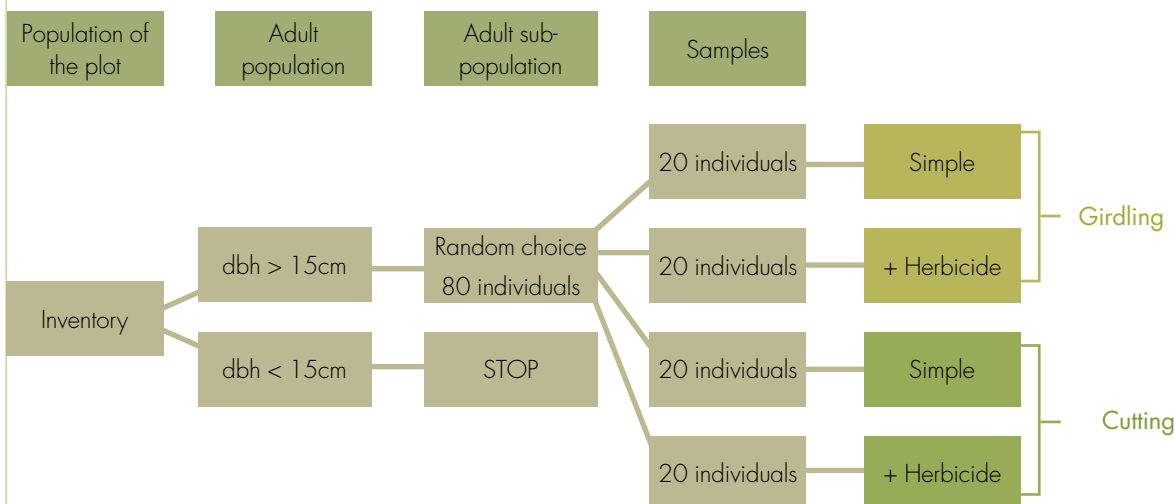 Population of
the plot
Adult
population
Adult sub-
population
Samples
20 individuals
Simple
Girdling
dbh > 15cm
Random choice
80 individuals
20 individuals
+ Herbicide
Inventory
dbh < 15cm
STOP
20 individuals
Simple
Cutting
20 individuals
+ Herbicide